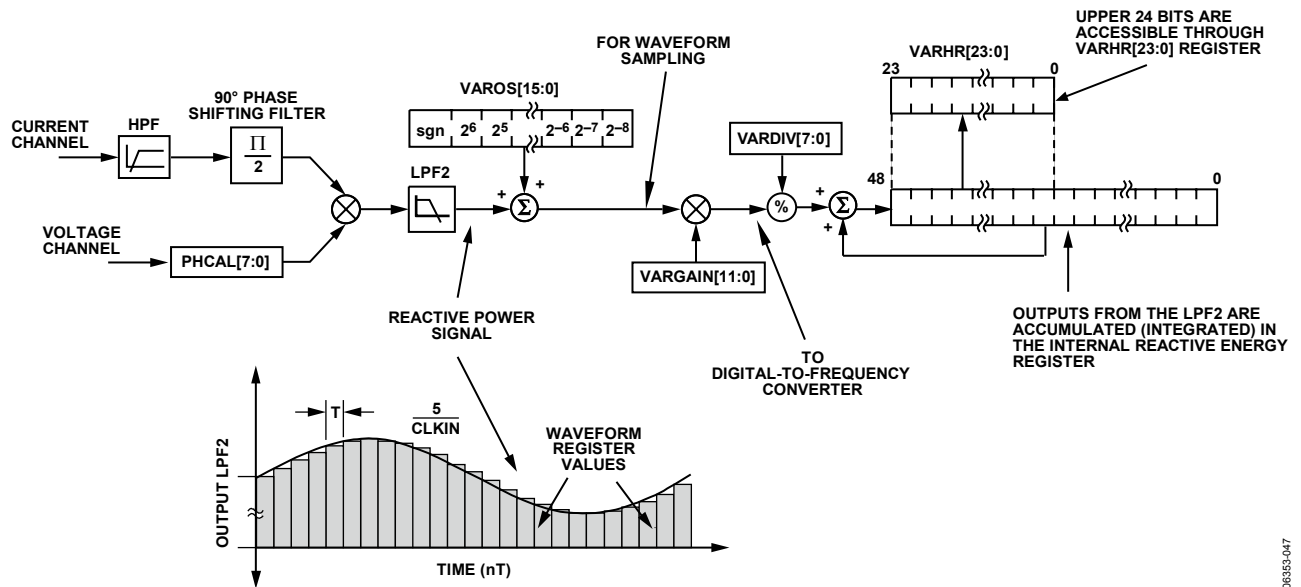 UPPER 24 BITS ARE
ACCESSIBLE THROUGH
VARHR[23:0] REGISTER
FOR WAVEFORM
SAMPLING
VARHR[23:0]
23
0
90° PHASE
SHIFTING FILTER
HPF
CURRENT
CHANNEL
Π
2
VAROS[15:0]
sgn 2⁶ 2⁵ 2⁻⁶ 2⁻⁷ 2⁻⁸
VARDIV[7:0]
LPF2
+ +
Σ
%
+
Σ
+
48
0
VOLTAGE
CHANNEL
PHCAL[7:0]
VARGAIN[11:0]
REACTIVE POWER
SIGNAL
TO
DIGITAL-TO-FREQUENCY
CONVERTER
OUTPUTS FROM THE LPF2 ARE
ACCUMULATED (INTEGRATED) IN
THE INTERNAL REACTIVE ENERGY
REGISTER
T
5
CLKIN
WAVEFORM
REGISTER
VALUES
OUTPUT LPF2
TIME (nT)
06353-047